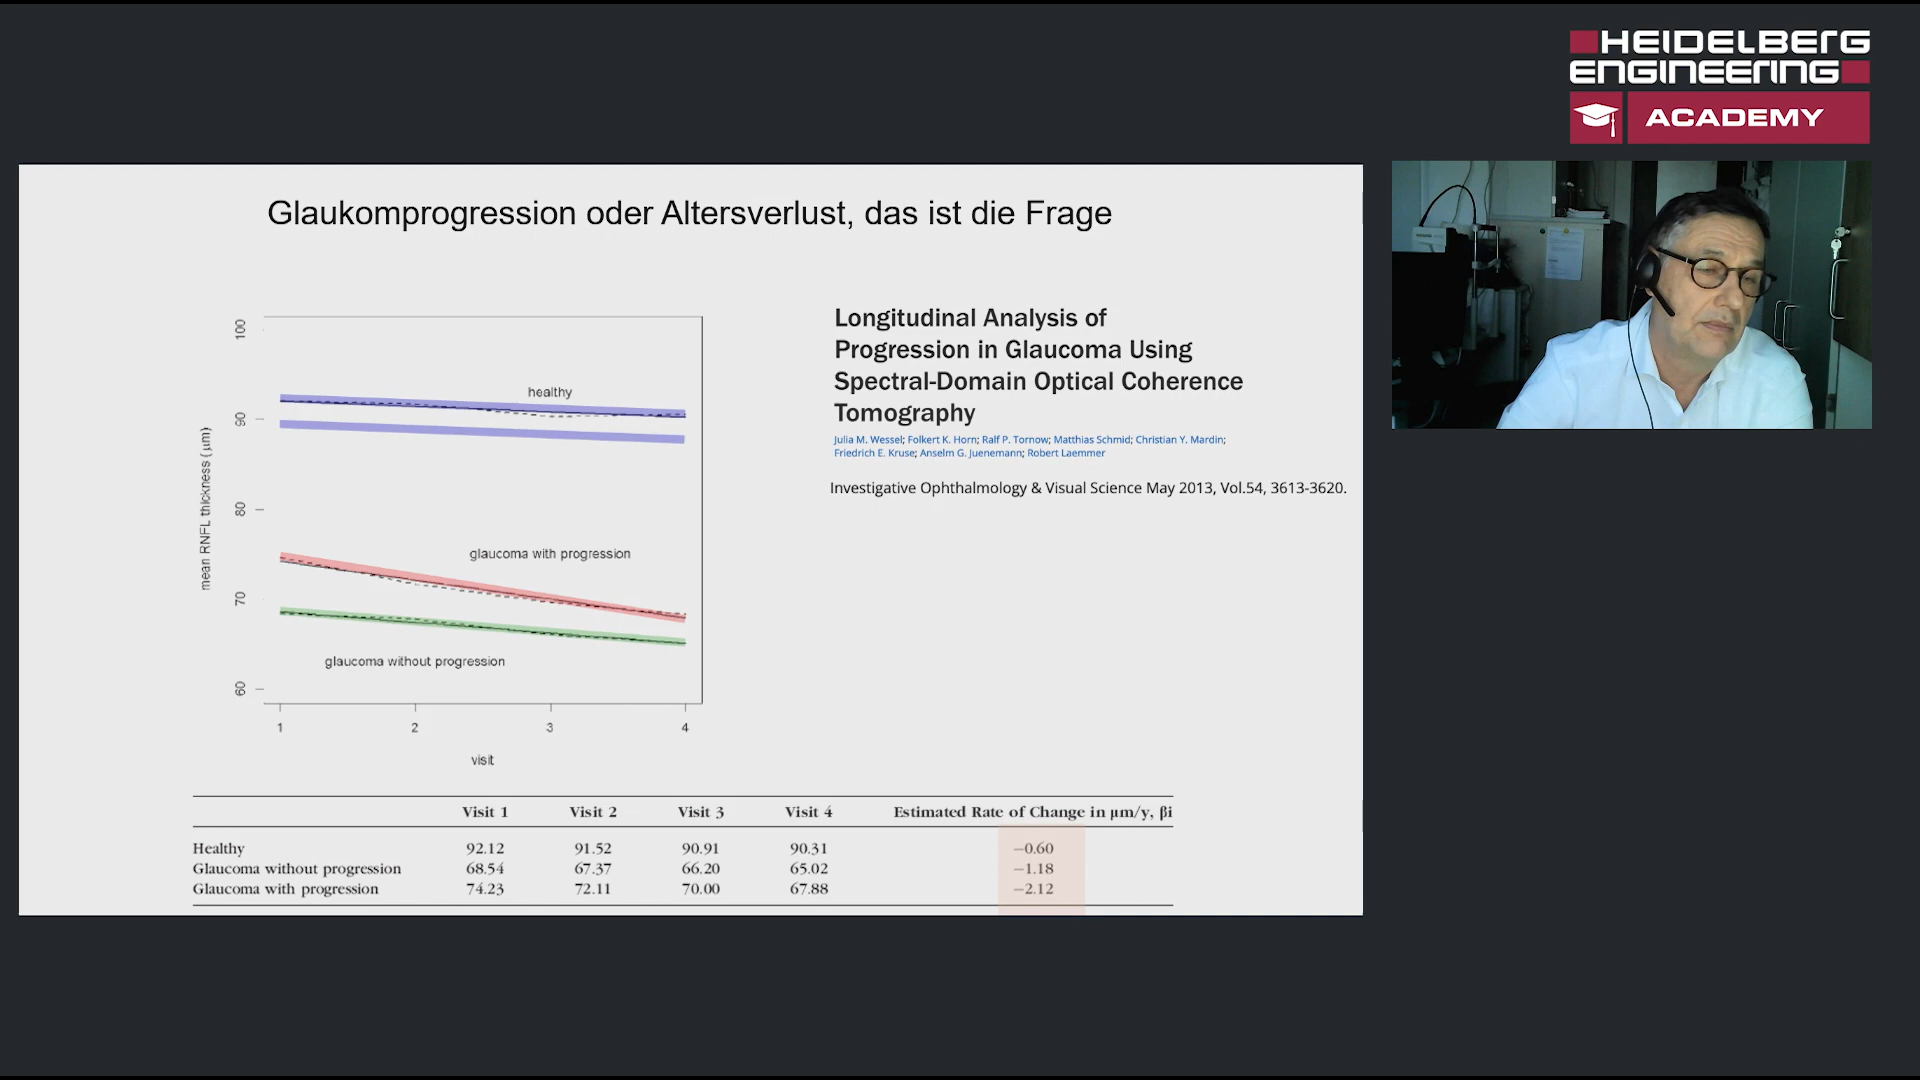 HEIDELBERG
ENGINEERING
ACADEMY
Glaukomprogression oder Altersverlust, das ist die Frage
100
90
80
70
60
mean RNFL thickness (µm)
healthy
glaucoma with progression
glaucoma without progression
1 2 3 4
visit
Longitudinal Analysis of
Progression in Glaucoma Using
Spectral-Domain Optical Coherence
Tomography
Julia M. Wessel; Folkert K. Horn; Ralf P. Tornow; Matthias Schmid; Christian Y. Mardin;
Friedrich E. Kruse; Anselm G. Juenemann; Robert Laemmer
Investigative Ophthalmology & Visual Science May 2013, Vol.54, 3613-3620.
Visit 1 Visit 2 Visit 3 Visit 4 Estimated Rate of Change in µm/y, βi
Healthy 92.12 91.52 90.91 90.31 −0.60
Glaucoma without progression 68.54 67.37 66.20 65.02 −1.18
Glaucoma with progression 74.23 72.11 70.00 67.88 −2.12